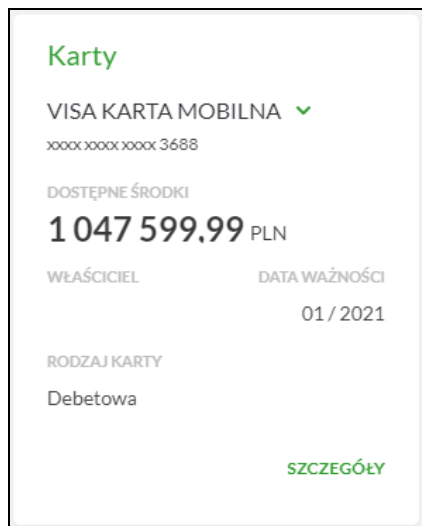 Karty
VISA KARTA MOBILNA
xxxx xxxx xxxx 3688
DOSTĘPNE ŚRODKI
1 047 599,99 PLN
WŁAŚCICIEL DATA WAŻNOŚCI
01 / 2021
RODZAJ KARTY
Debetowa
SZCZEGÓŁY